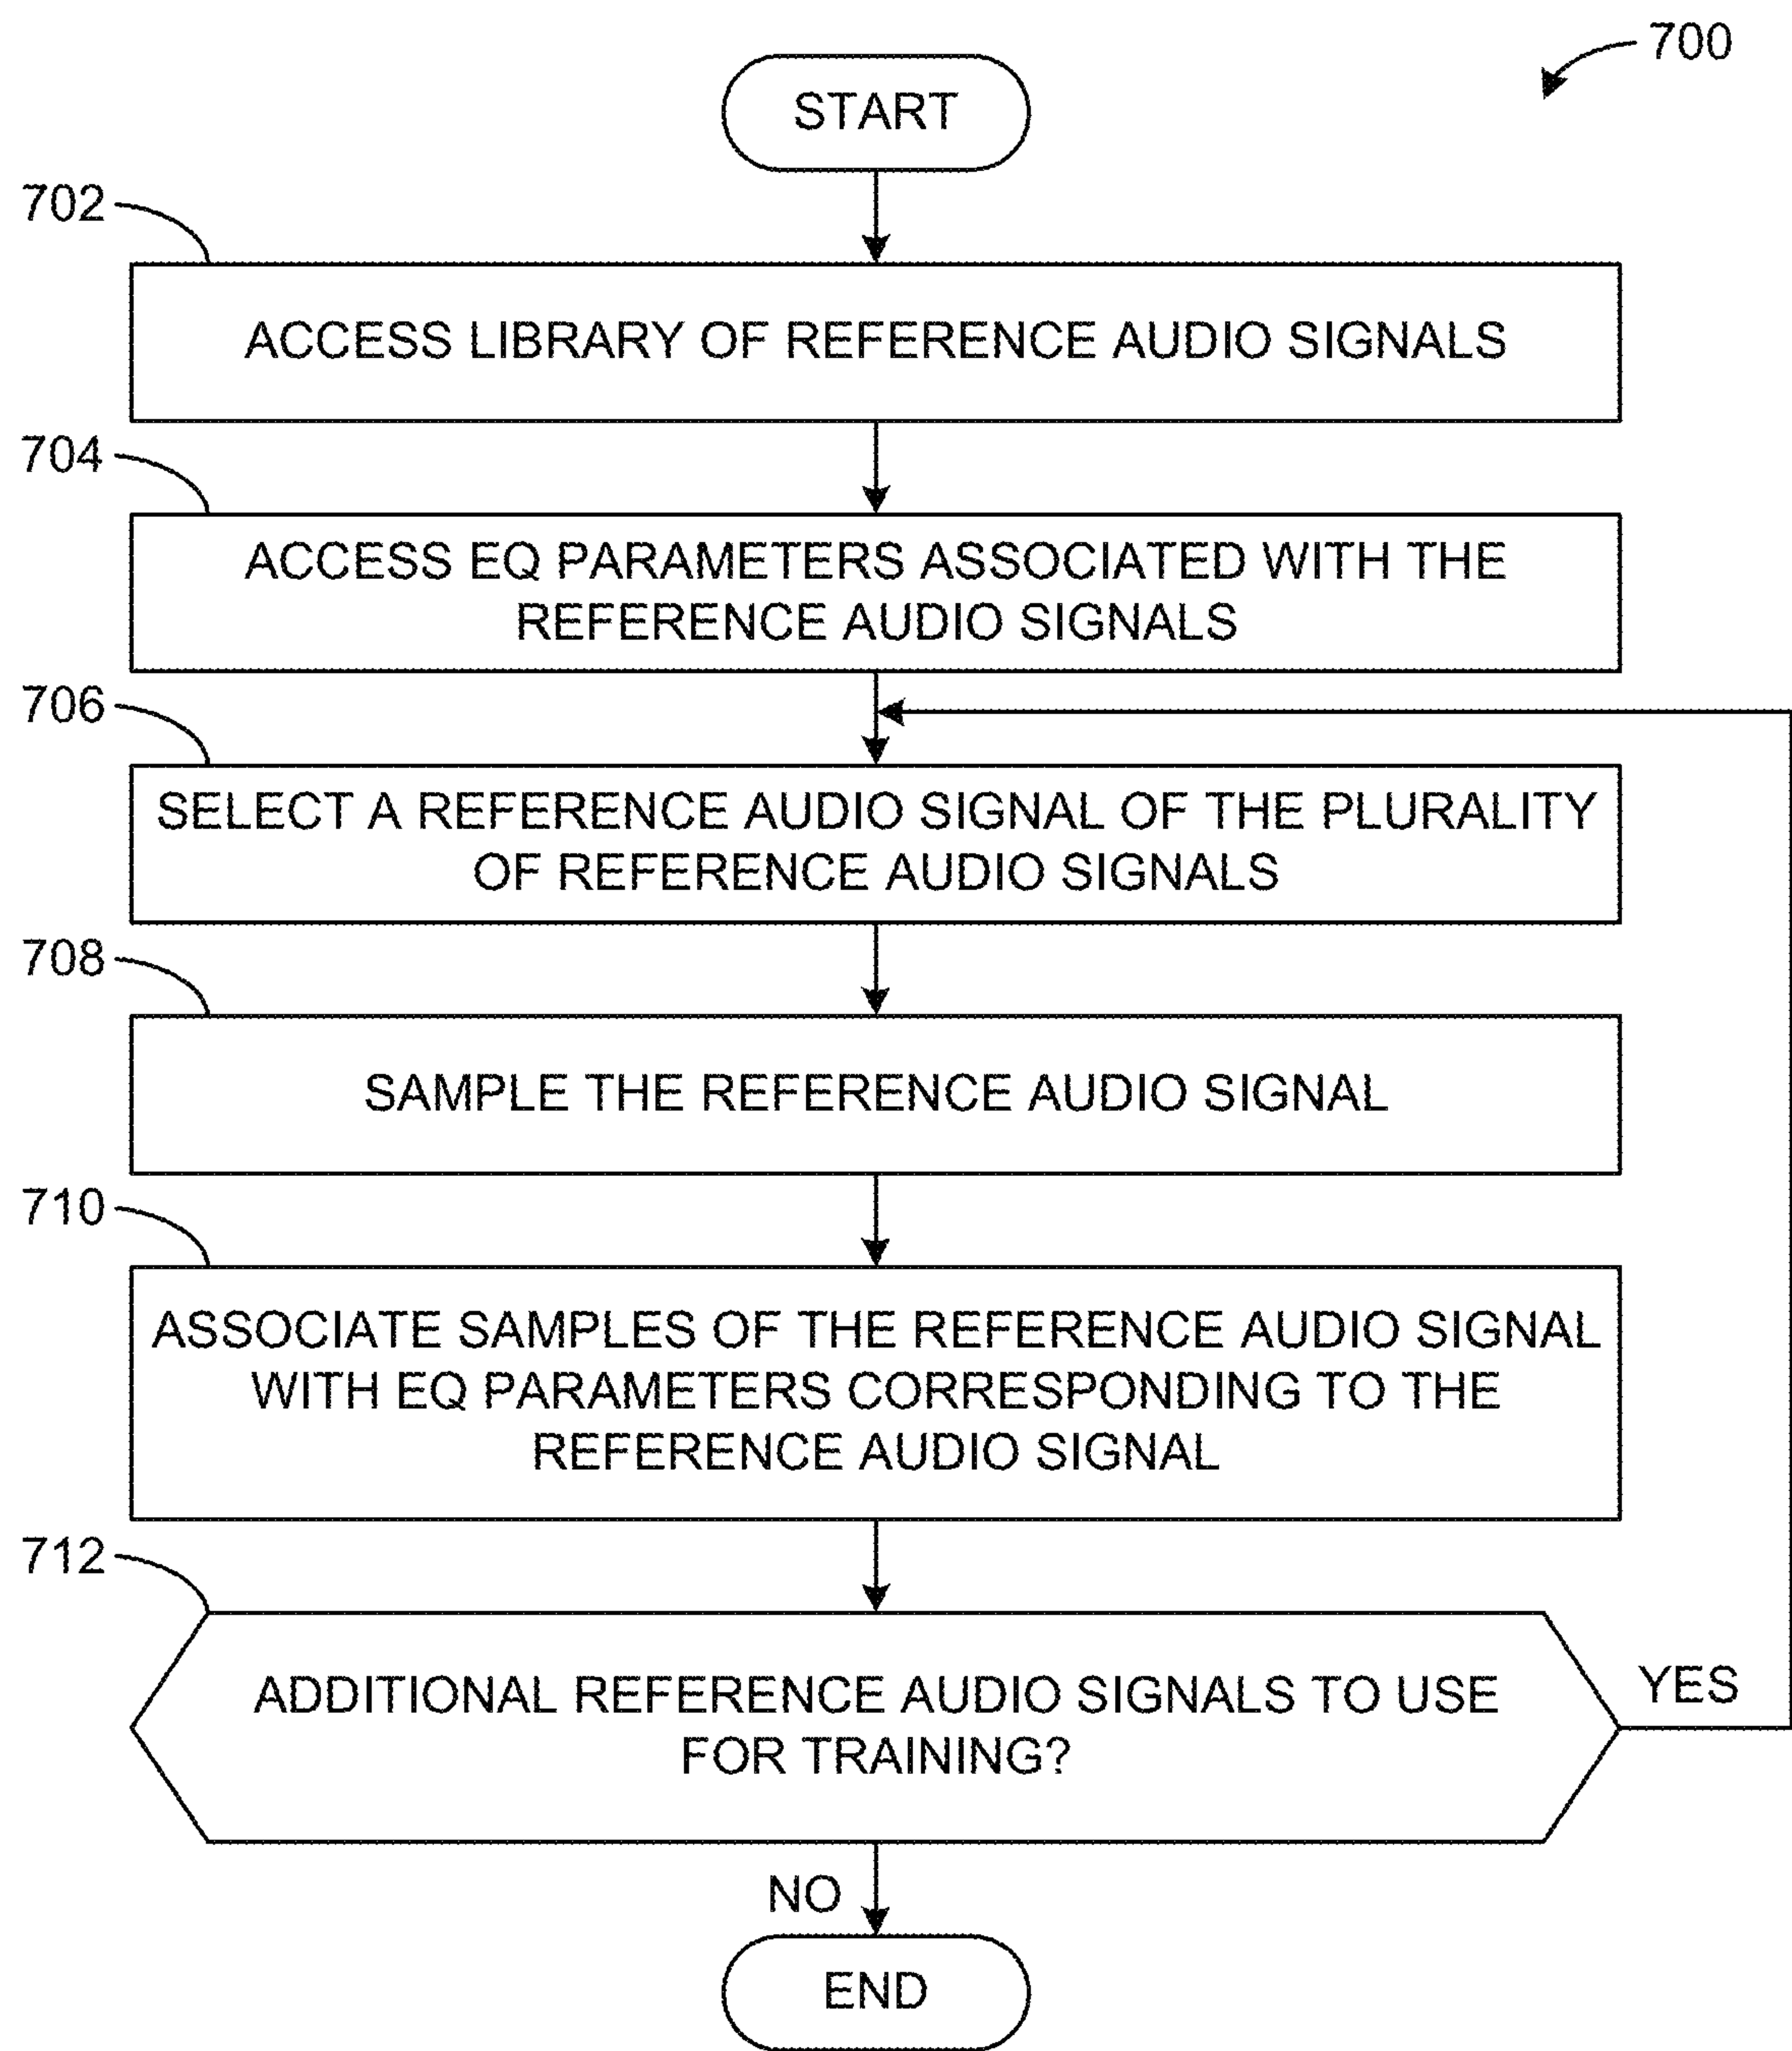 700
START
702
ACCESS LIBRARY OF REFERENCE AUDIO SIGNALS
704
ACCESS EQ PARAMETERS ASSOCIATED WITH THE
REFERENCE AUDIO SIGNALS
706
SELECT A REFERENCE AUDIO SIGNAL OF THE PLURALITY
OF REFERENCE AUDIO SIGNALS
708
SAMPLE THE REFERENCE AUDIO SIGNAL
710
ASSOCIATE SAMPLES OF THE REFERENCE AUDIO SIGNAL
WITH EQ PARAMETERS CORRESPONDING TO THE
REFERENCE AUDIO SIGNAL
712
ADDITIONAL REFERENCE AUDIO SIGNALS TO USE
FOR TRAINING?
YES
NO
END